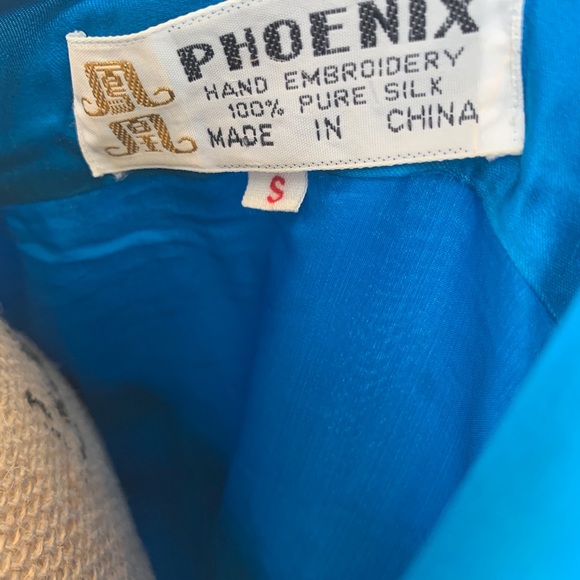 PHOENIX
HAND EMBROIDERY
100% PURE SILK
MADE IN CHINA
S